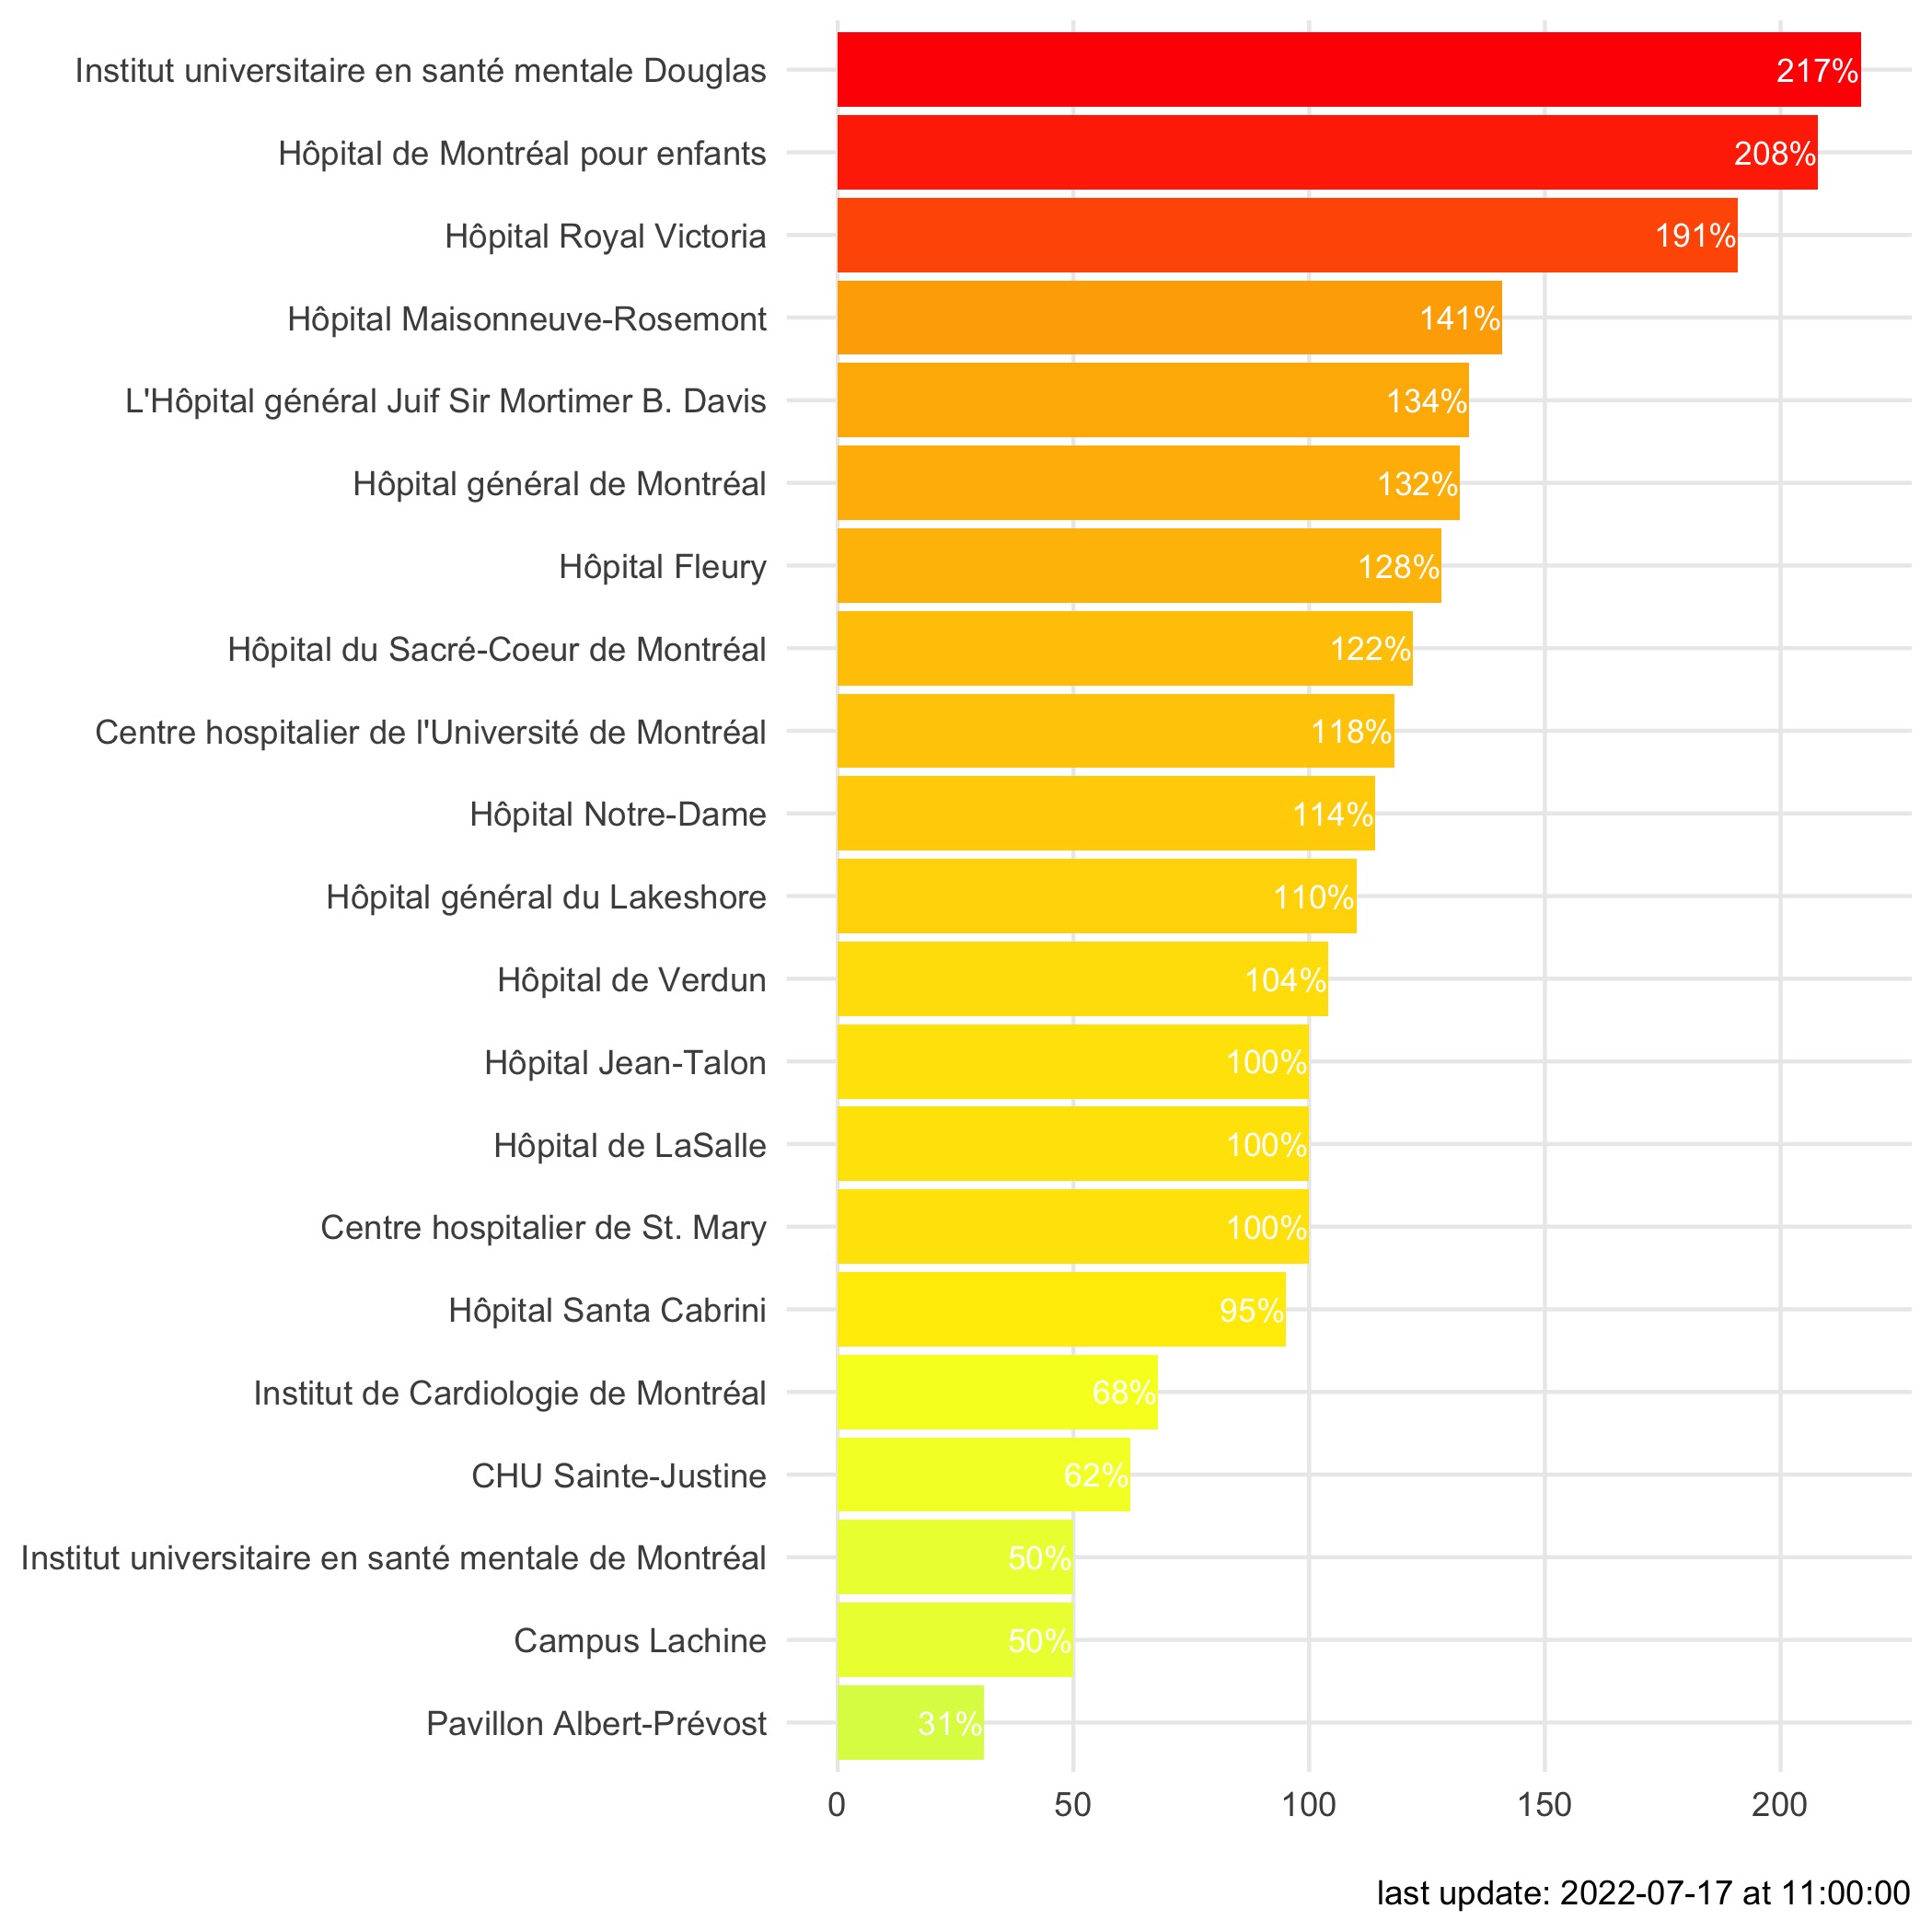 Institut universitaire en santé mentale Douglas 217%
Hôpital de Montréal pour enfants 208%
Hôpital Royal Victoria 191%
Hôpital Maisonneuve-Rosemont 141%
L'Hôpital général Juif Sir Mortimer B. Davis 134%
Hôpital général de Montréal 132%
Hôpital Fleury 128%
Hôpital du Sacré-Coeur de Montréal 122%
Centre hospitalier de l'Université de Montréal 118%
Hôpital Notre-Dame 114%
Hôpital général du Lakeshore 110%
Hôpital de Verdun 104%
Hôpital Jean-Talon 100%
Hôpital de LaSalle 100%
Centre hospitalier de St. Mary 100%
Hôpital Santa Cabrini 95%
Institut de Cardiologie de Montréal 68%
CHU Sainte-Justine 62%
Institut universitaire en santé mentale de Montréal 50%
Campus Lachine 50%
Pavillon Albert-Prévost 31%
0 50 100 150 200
last update: 2022-07-17 at 11:00:00